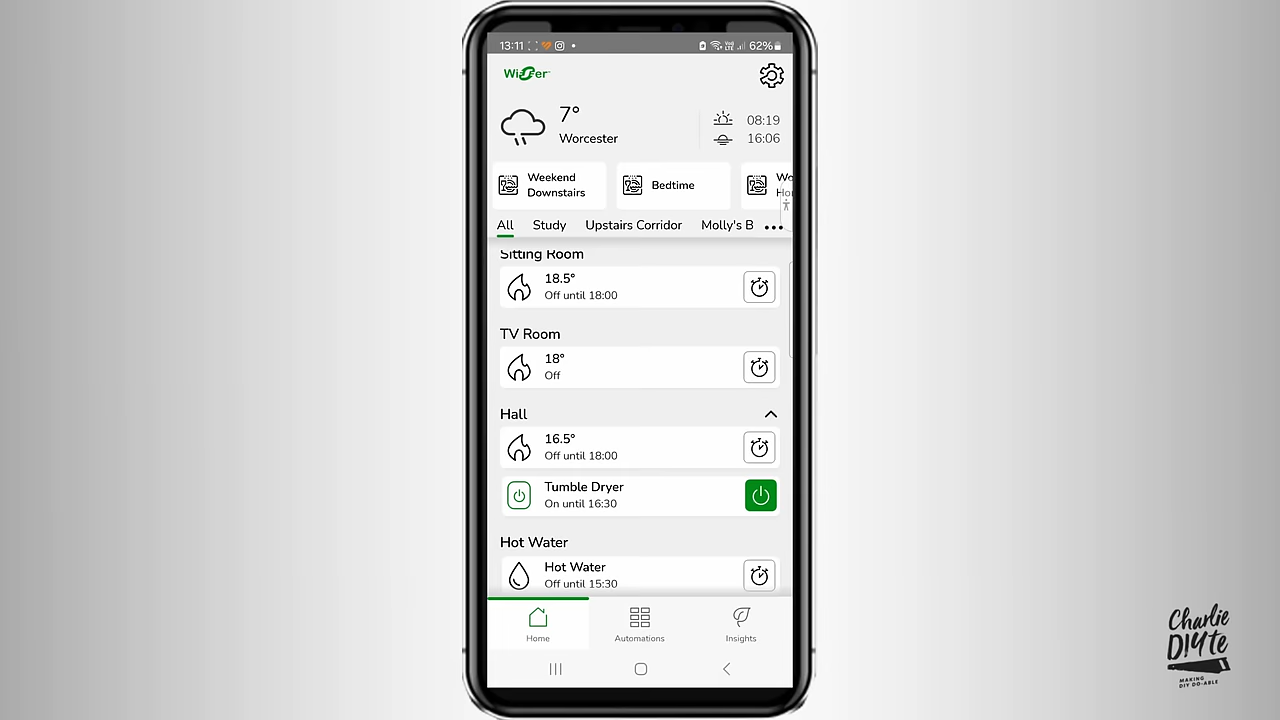 13:11
62%
Wiser
7°
Worcester
08:19
16:06
Weekend
Downstairs
Bedtime
All
Study
Upstairs Corridor
Molly's B
Sitting Room
18.5°
Off until 18:00
TV Room
18°
Off
Hall
16.5°
Off until 18:00
Tumble Dryer
On until 16:30
Hot Water
Hot Water
Off until 15:30
Home
Automations
Insights
Charlie
DIYte
MAKING
DIY DO-ABLE